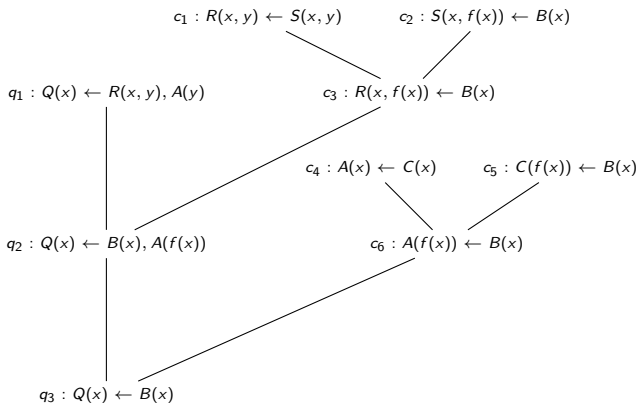 c₁ : R(x, y) ← S(x, y)
c₂ : S(x, f(x)) ← B(x)
q₁ : Q(x) ← R(x, y), A(y)
c₃ : R(x, f(x)) ← B(x)
c₄ : A(x) ← C(x)
c₅ : C(f(x)) ← B(x)
q₂ : Q(x) ← B(x), A(f(x))
c₆ : A(f(x)) ← B(x)
q₃ : Q(x) ← B(x)